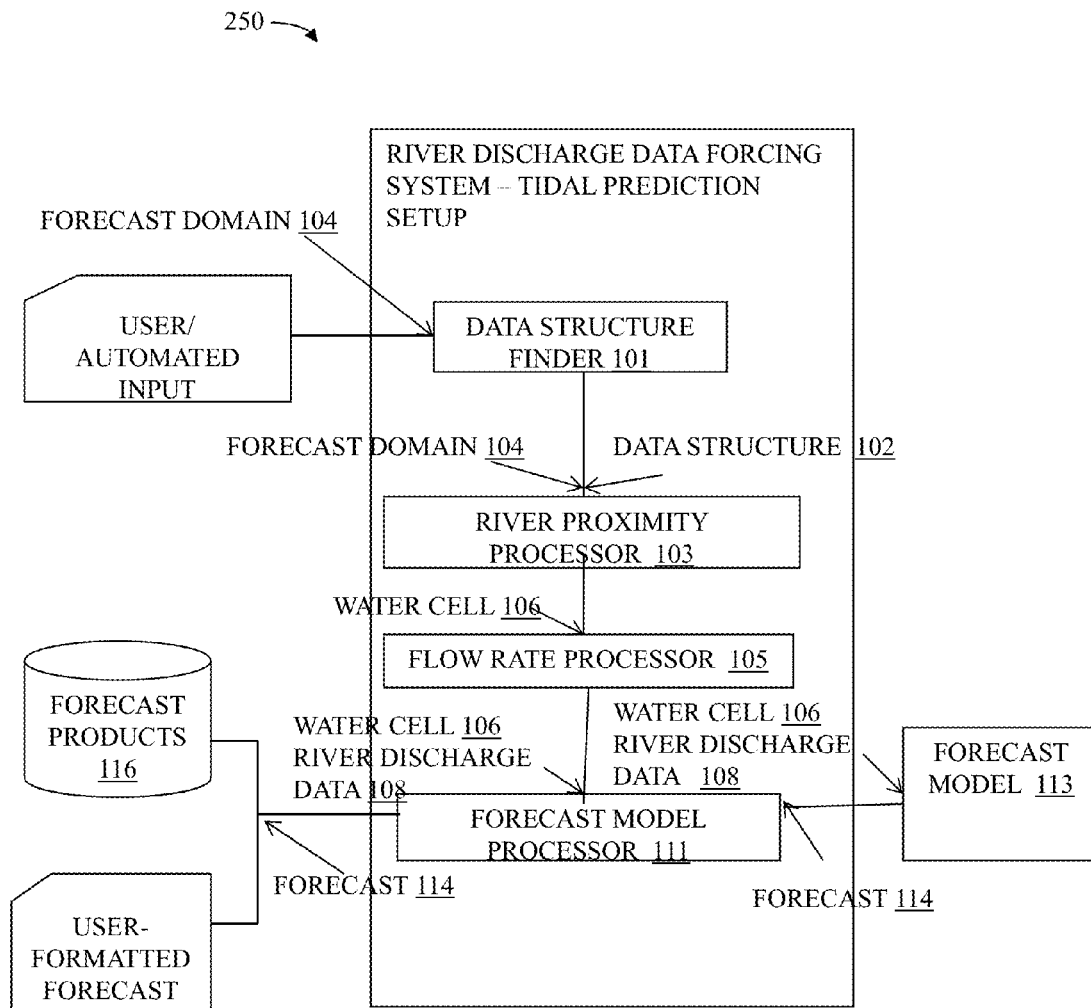 250
RIVER DISCHARGE DATA FORCING
SYSTEM – TIDAL PREDICTION
SETUP
FORECAST DOMAIN 104
USER/
AUTOMATED
INPUT
DATA STRUCTURE
FINDER 101
FORECAST DOMAIN 104
DATA STRUCTURE 102
RIVER PROXIMITY
PROCESSOR 103
WATER CELL 106
FLOW RATE PROCESSOR 105
FORECAST
PRODUCTS
116
WATER CELL 106
RIVER DISCHARGE
DATA 108
WATER CELL 106
RIVER DISCHARGE
DATA 108
FORECAST
MODEL 113
FORECAST MODEL
PROCESSOR 111
FORECAST 114
FORECAST 114
USER-
FORMATTED
FORECAST